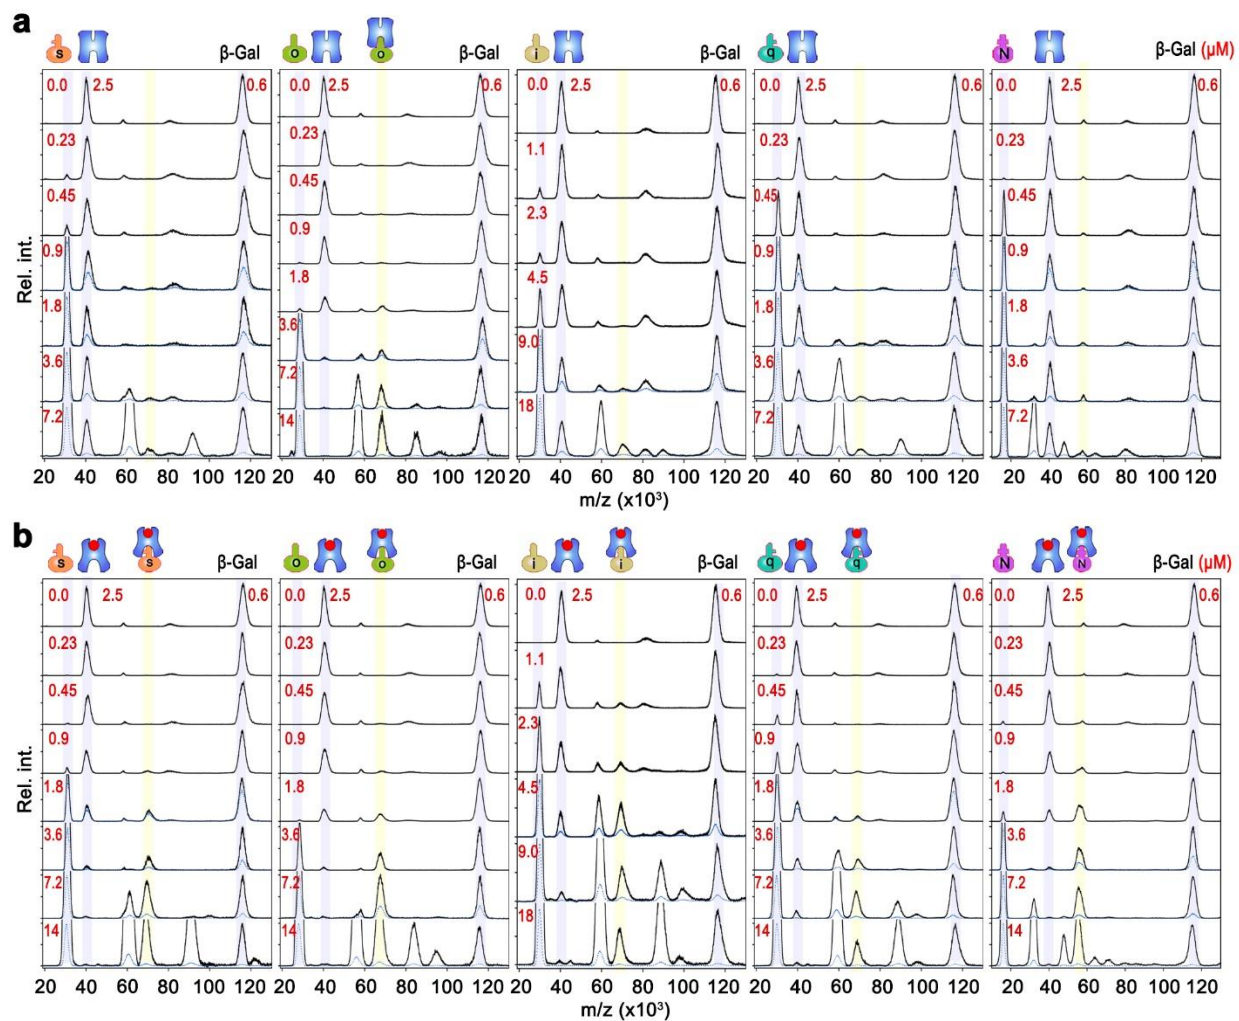 a
s β-Gal o o β-Gal i β-Gal q N β-Gal (µM)
0.0 2.5 0.6 0.0 2.5 0.6 0.0 2.5 0.6 0.0 2.5 0.6 0.0 2.5 0.6
0.23 0.23 1.1 0.23 0.23
0.45 0.45 2.3 0.45 0.45
0.9 0.9 4.5 0.9 0.9
1.8 1.8 9.0 1.8 1.8
3.6 3.6 18 3.6 3.6
7.2 7.2 7.2 7.2
14
Rel. int.
20 40 60 80 100 120 20 40 60 80 100 120 20 40 60 80 100 120 20 40 60 80 100 120 20 40 60 80 100 120
m/z (x10³)
b
s s β-Gal o o β-Gal i i β-Gal q q N N β-Gal (µM)
0.0 2.5 0.6 0.0 2.5 0.6 0.0 2.5 0.6 0.0 2.5 0.6 0.0 2.5 0.6
0.23 0.23 1.1 0.23 0.23
0.45 0.45 2.3 0.45 0.45
0.9 0.9 4.5 0.9 0.9
1.8 1.8 9.0 1.8 1.8
3.6 3.6 18 3.6 3.6
7.2 7.2 7.2 7.2
14 14 14 14
Rel. int.
20 40 60 80 100 120 20 40 60 80 100 120 20 40 60 80 100 120 20 40 60 80 100 120 20 40 60 80 100 120
m/z (x10³)